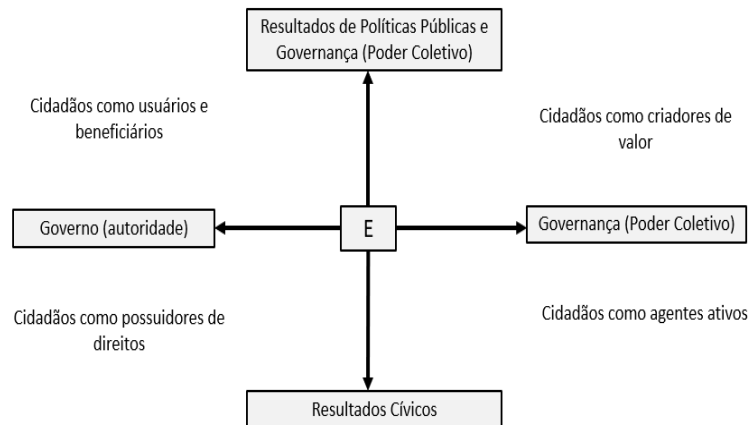 Resultados de Políticas Públicas e
Governança (Poder Coletivo)
Cidadãos como usuários e
beneficiários
Cidadãos como criadores de
valor
Governo (autoridade)
E
Governança (Poder Coletivo)
Cidadãos como possuidores de
direitos
Cidadãos como agentes ativos
Resultados Cívicos